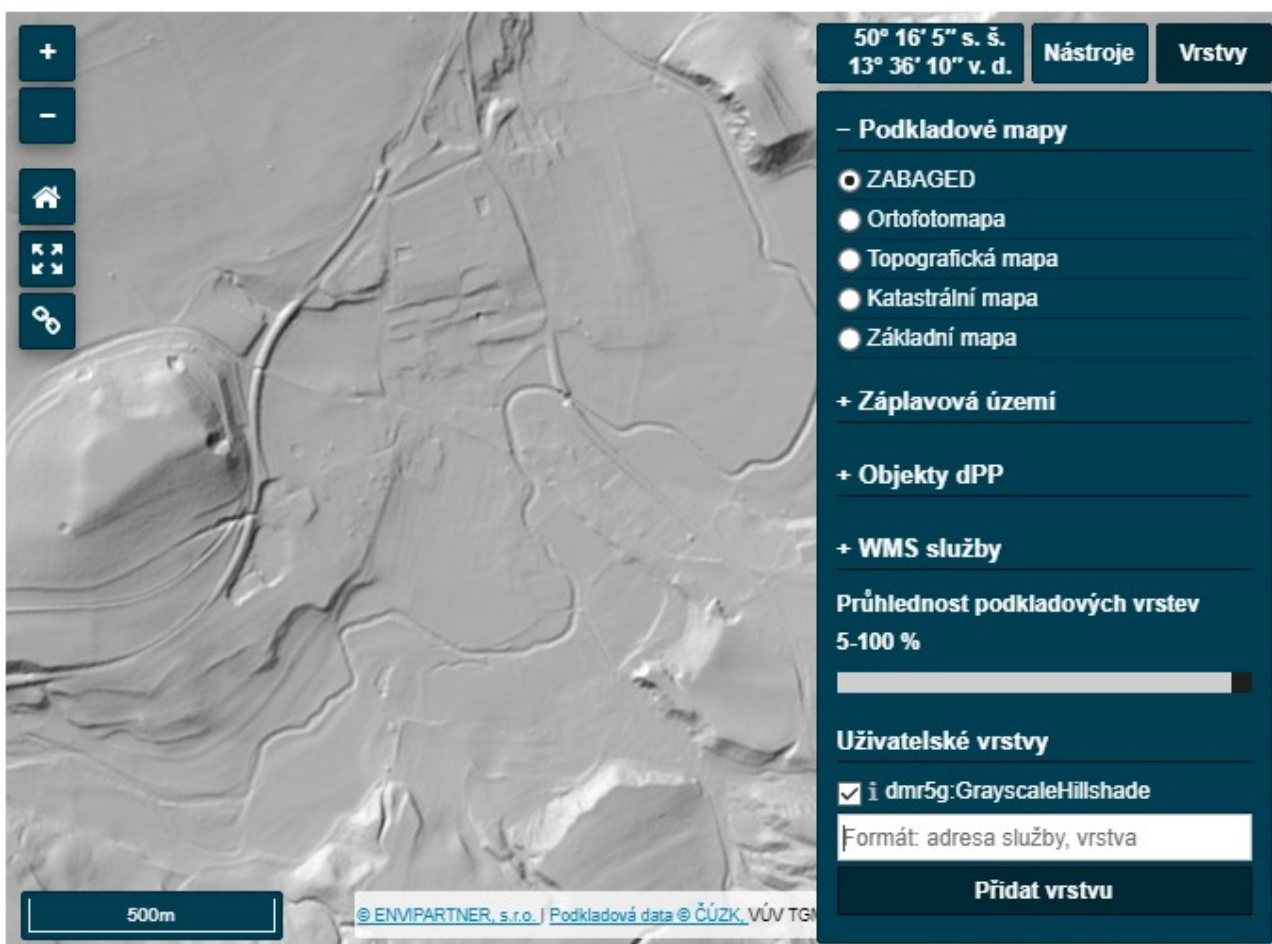 +
−
50° 16′ 5″ s. š.
13° 36′ 10″ v. d.
Nástroje
Vrstvy
− Podkladové mapy
ZABAGED
Ortofotomapa
Topografická mapa
Katastrální mapa
Základní mapa
+ Záplavová území
+ Objekty dPP
+ WMS služby
Průhlednost podkladových vrstev
5-100 %
Uživatelské vrstvy
i dmr5g:GrayscaleHillshade
Formát: adresa služby, vrstva
Přidat vrstvu
500m
© ENVIPARTNER, s.r.o. | Podkladová data © ČÚZK, VÚV TGM